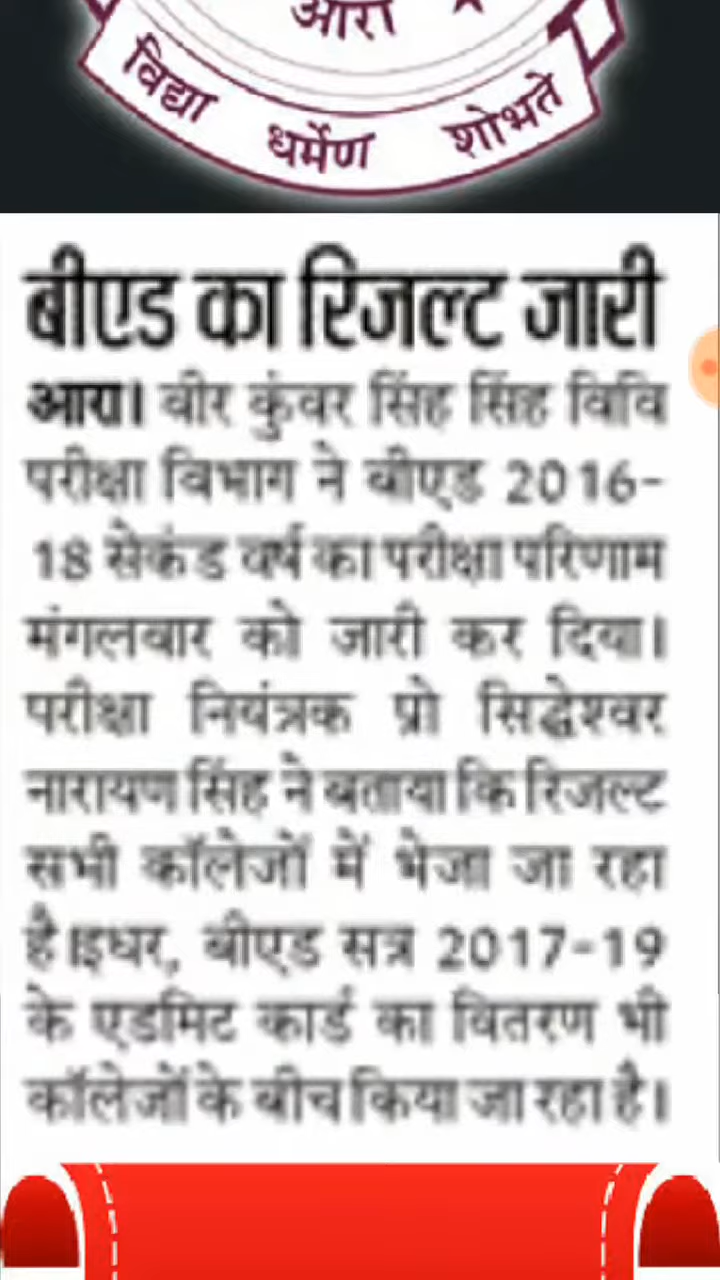 आरा
विद्या धर्मेण शोभते
बीएड का रिजल्ट जारी
आरा। वीर कुंवर सिंह सिंह विवि
परीक्षा विभाग ने बीएड 2016-
18 सेकंड वर्ष का परीक्षा परिणाम
मंगलवार को जारी कर दिया।
परीक्षा नियंत्रक प्रो सिद्धेश्वर
नारायण सिंह ने बताया कि रिजल्ट
सभी कॉलेजों में भेजा जा रहा
है।इधर, बीएड सत्र 2017-19
के एडमिट कार्ड का वितरण भी
कॉलेजों के बीच किया जा रहा है।